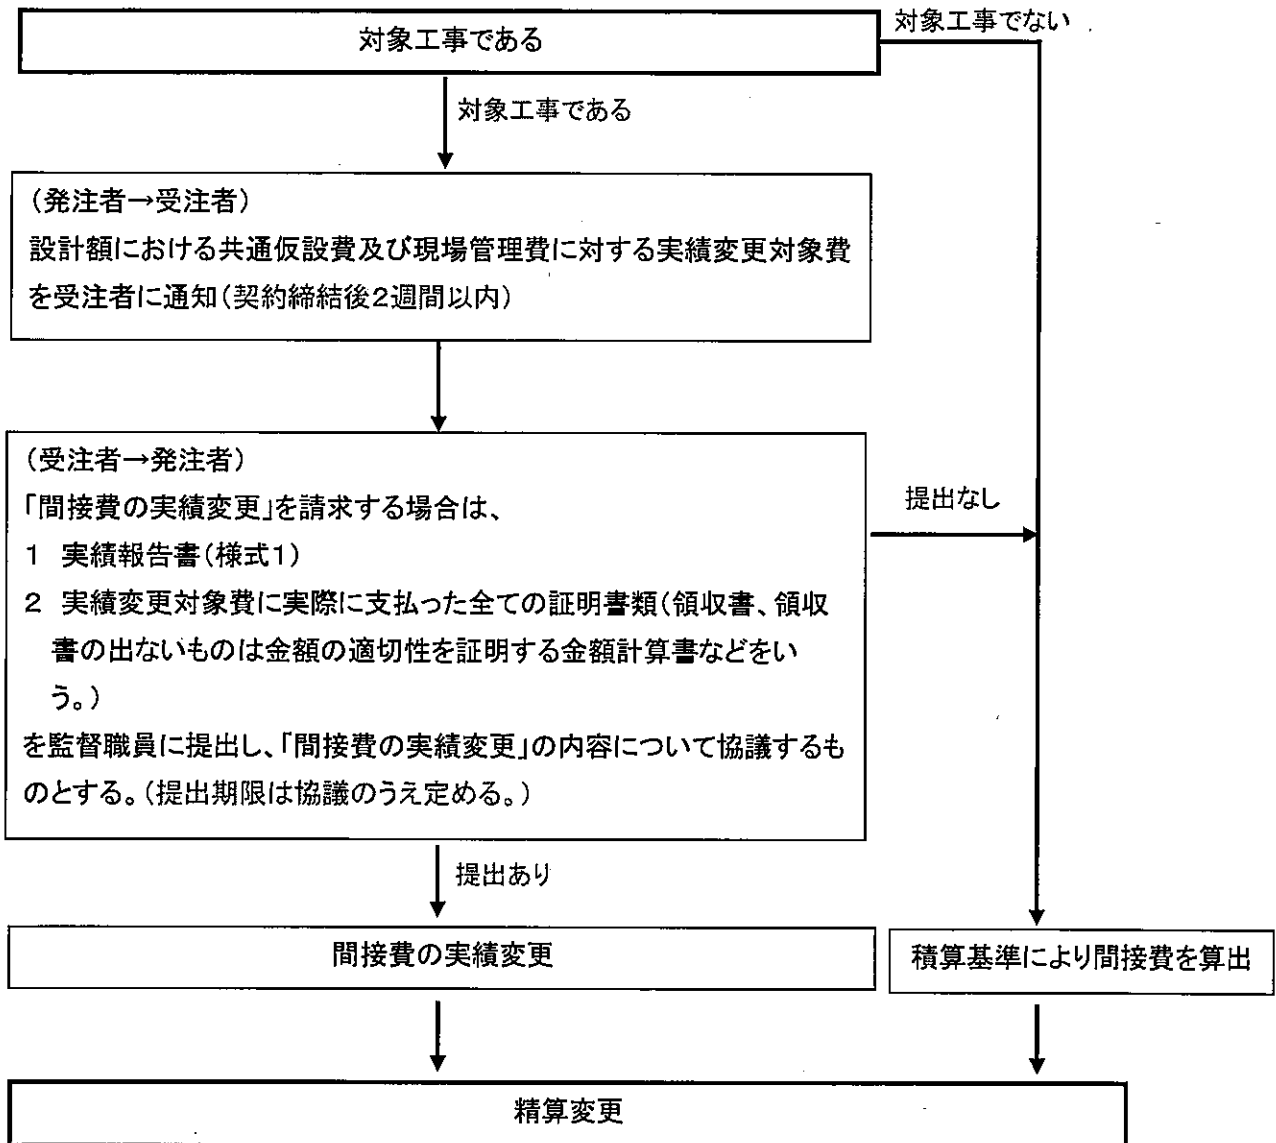 対象工事である
対象工事でない
対象工事である
（発注者→受注者）
設計額における共通仮設費及び現場管理費に対する実績変更対象費
を受注者に通知（契約締結後2週間以内）
（受注者→発注者）
「間接費の実績変更」を請求する場合は、
1 実績報告書（様式1）
2 実績変更対象費に実際に支払った全ての証明書類（領収書、領収
書の出ないものは金額の適切性を証明する金額計算書などをい
う。）
を監督職員に提出し、「間接費の実績変更」の内容について協議するも
のとする。（提出期限は協議のうえ定める。）
提出なし
提出あり
間接費の実績変更
積算基準により間接費を算出
精算変更